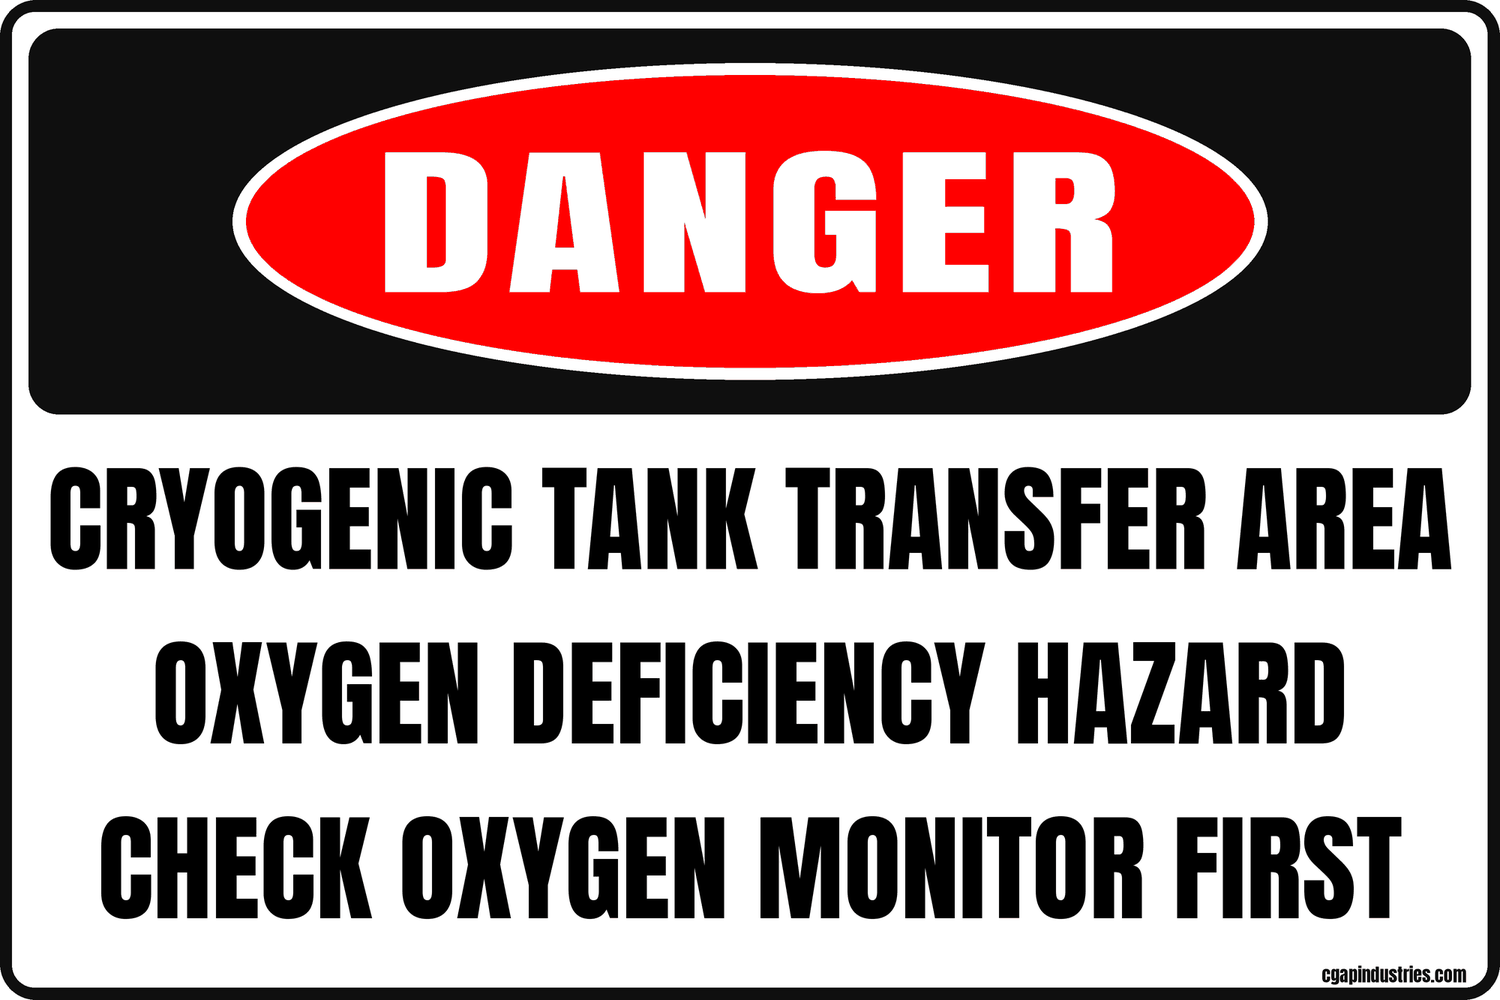 DANGER
CRYOGENIC TANK TRANSFER AREA
OXYGEN DEFICIENCY HAZARD
CHECK OXYGEN MONITOR FIRST
cgapindustries.com